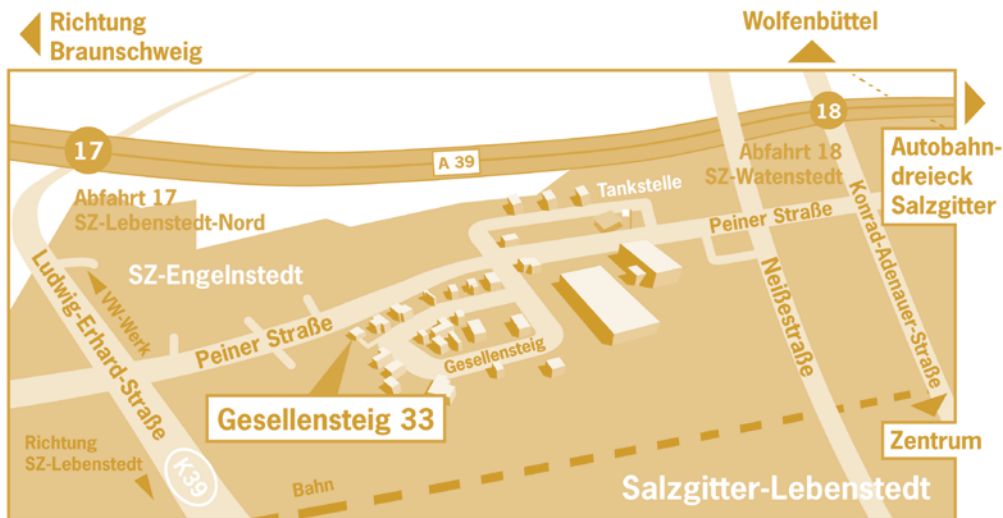 Richtung
Braunschweig
Wolfenbüttel
17
18
A 39
Autobahn-
dreieck
Salzgitter
Abfahrt 17
SZ-Lebenstedt-Nord
Abfahrt 18
SZ-Watenstedt
Tankstelle
Peiner Straße
Konrad-Adenauer-Straße
SZ-Engelnstedt
Ludwig-Erhard-Straße
VW-Werk
Neißestraße
Peiner Straße
Gesellensteig
Gesellensteig 33
Zentrum
Richtung
SZ-Lebenstedt
K39
Bahn
Salzgitter-Lebenstedt